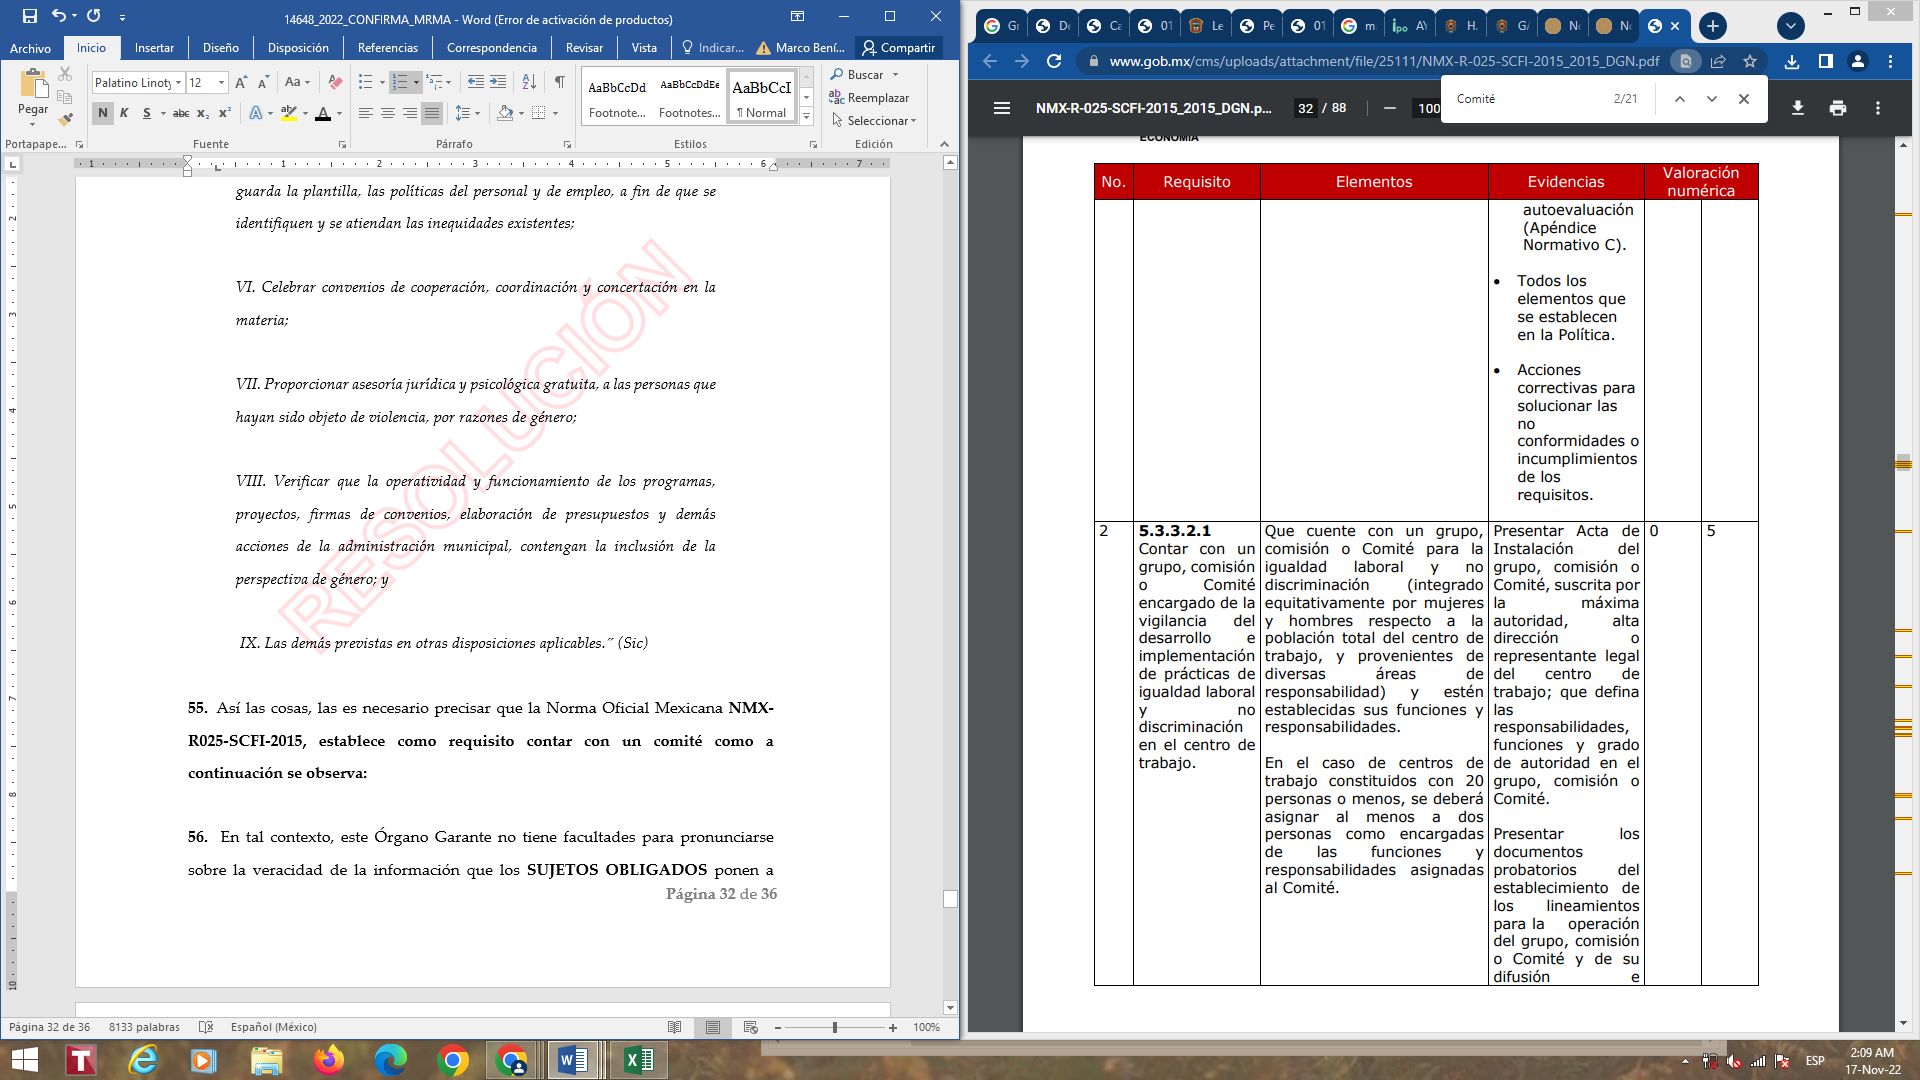 14648_2022_CONFIRMA_MRMA - Word (Error de activación de productos)
Archivo Inicio Insertar Diseño Disposición Referencias Correspondencia Revisar Vista Indicar... Marco Bení... Compartir
Pegar
Palatino Linoty 12 Aa
N K S abc x₂ x² A A
AaBbCcDd AaBbCcDdEe AaBbCcI
Footnote... Footnotes... ¶ Normal
Buscar
Reemplazar
Seleccionar
Portapape... Fuente Párrafo Estilos Edición
1 1 2 3 4 5 6 7
guarda la plantilla, las políticas del personal y de empleo, a fin de que se
identifiquen y se atiendan las inequidades existentes;
VI. Celebrar convenios de cooperación, coordinación y concertación en la
materia;
VII. Proporcionar asesoría jurídica y psicológica gratuita, a las personas que
hayan sido objeto de violencia, por razones de género;
VIII. Verificar que la operatividad y funcionamiento de los programas,
proyectos, firmas de convenios, elaboración de presupuestos y demás
acciones de la administración municipal, contengan la inclusión de la
perspectiva de género; y
IX. Las demás previstas en otras disposiciones aplicables.˝ (Sic)
RESOLUCIÓN
55. Así las cosas, las es necesario precisar que la Norma Oficial Mexicana NMX-
R025-SCFI-2015, establece como requisito contar con un comité como a
continuación se observa:
56. En tal contexto, este Órgano Garante no tiene facultades para pronunciarse
sobre la veracidad de la información que los SUJETOS OBLIGADOS ponen a
Página 32 de 36
Página 32 de 36 8133 palabras Español (México) 100%
www.gob.mx/cms/uploads/attachment/file/25111/NMX-R-025-SCFI-2015_2015_DGN.pdf
NMX-R-025-SCFI-2015_2015_DGN.p... 32 / 88 100
Comité 2/21
ECONOMÍA
No. Requisito Elementos Evidencias Valoración
numérica
autoevaluación
(Apéndice
Normativo C).
• Todos los
elementos que
se establecen
en la Política.
• Acciones
correctivas para
solucionar las
no
conformidades o
incumplimientos
de los
requisitos.
2
5.3.3.2.1
Contar con un
grupo, comisión
o Comité
encargado de la
vigilancia del
desarrollo e
implementación
de prácticas de
igualdad laboral
y no
discriminación
en el centro de
trabajo.
Que cuente con un grupo,
comisión o Comité para la
igualdad laboral y no
discriminación (integrado
equitativamente por mujeres
y hombres respecto a la
población total del centro de
trabajo, y provenientes de
diversas áreas de
responsabilidad) y estén
establecidas sus funciones y
responsabilidades.
En el caso de centros de
trabajo constituidos con 20
personas o menos, se deberá
asignar al menos a dos
personas como encargadas
de las funciones y
responsabilidades asignadas
al Comité.
Presentar Acta de
Instalación del
grupo, comisión o
Comité, suscrita por
la máxima
autoridad, alta
dirección o
representante legal
del centro de
trabajo; que defina
las
responsabilidades,
funciones y grado
de autoridad en el
grupo, comisión o
Comité.
Presentar los
documentos
probatorios del
establecimiento de
los lineamientos
para la operación
del grupo, comisión
o Comité y de su
difusión e
0 5
ESP
2:09 AM
17-Nov-22